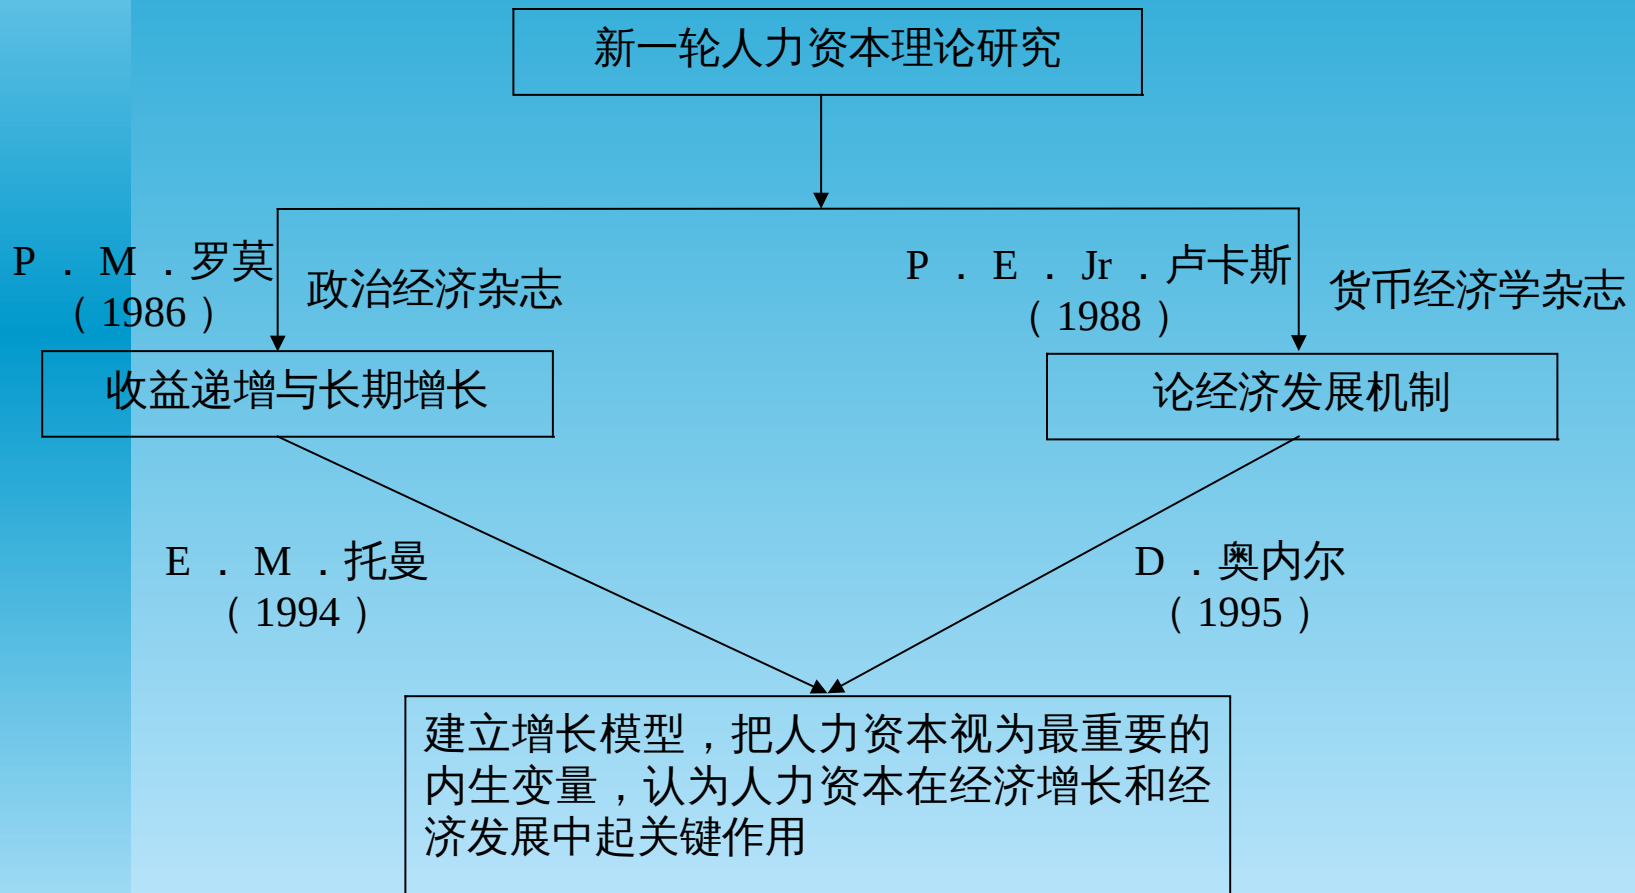 新一轮人力资本理论研究
P ． M ．罗莫
（ 1986 ）
政治经济杂志
P ． E ． Jr ．卢卡斯
（ 1988 ）
货币经济学杂志
收益递增与长期增长
论经济发展机制
E ． M ．托曼
（ 1994 ）
D ．奥内尔
（ 1995 ）
建立增长模型，把人力资本视为最重要的
内生变量，认为人力资本在经济增长和经
济发展中起关键作用